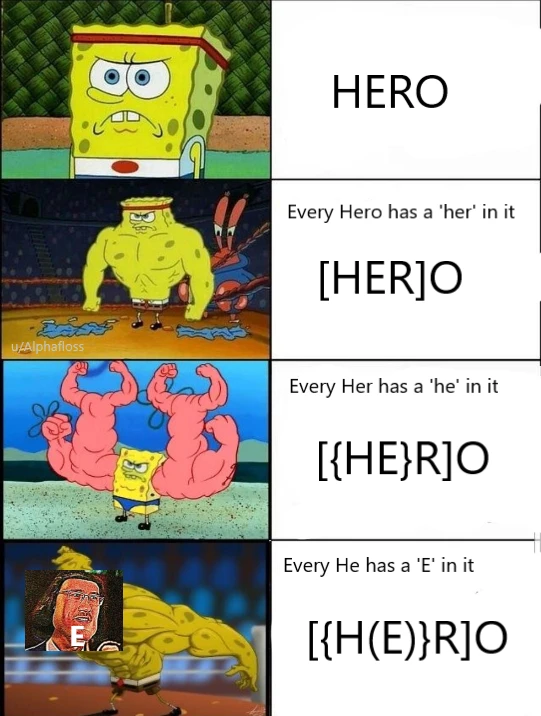 HERO
Every Hero has a 'her' in it
[HER]O
u/Alphafloss
Every Her has a 'he' in it
[{HE}R]O
Every He has a 'E' in it
[{H(E)}R]O
E